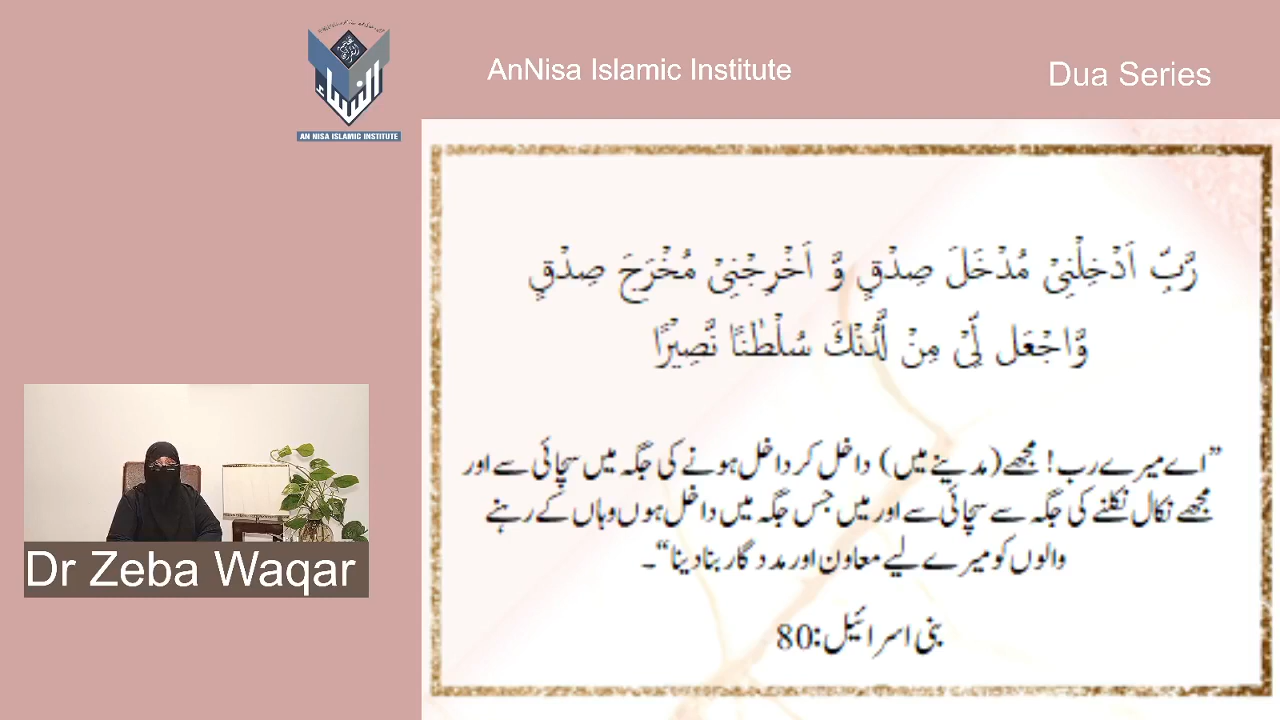 AnNisa Islamic Institute
Dua Series
النساء
AN NISA ISLAMIC INSTITUTE
رَّبِّ اَدْخِلْنِیْ مُدْخَلَ صِدْقٍ وَّ اَخْرِجْنِیْ مُخْرَجَ صِدْقٍ
وَّاجْعَل لِّیْ مِنْ لَّدُنْكَ سُلْطٰنًا نَّصِیْرًا
”اے میرے رب! مجھے (مدینے میں) داخل کر داخل ہونے کی جگہ میں سچائی سے اور
مجھے نکال نکلنے کی جگہ سے سچائی سے اور میں جس جگہ میں داخل ہوں وہاں کے رہنے
والوں کو میرے لیے معاون اور مدد گار بنا دینا“۔
بنی اسرائیل:80
Dr Zeba Waqar